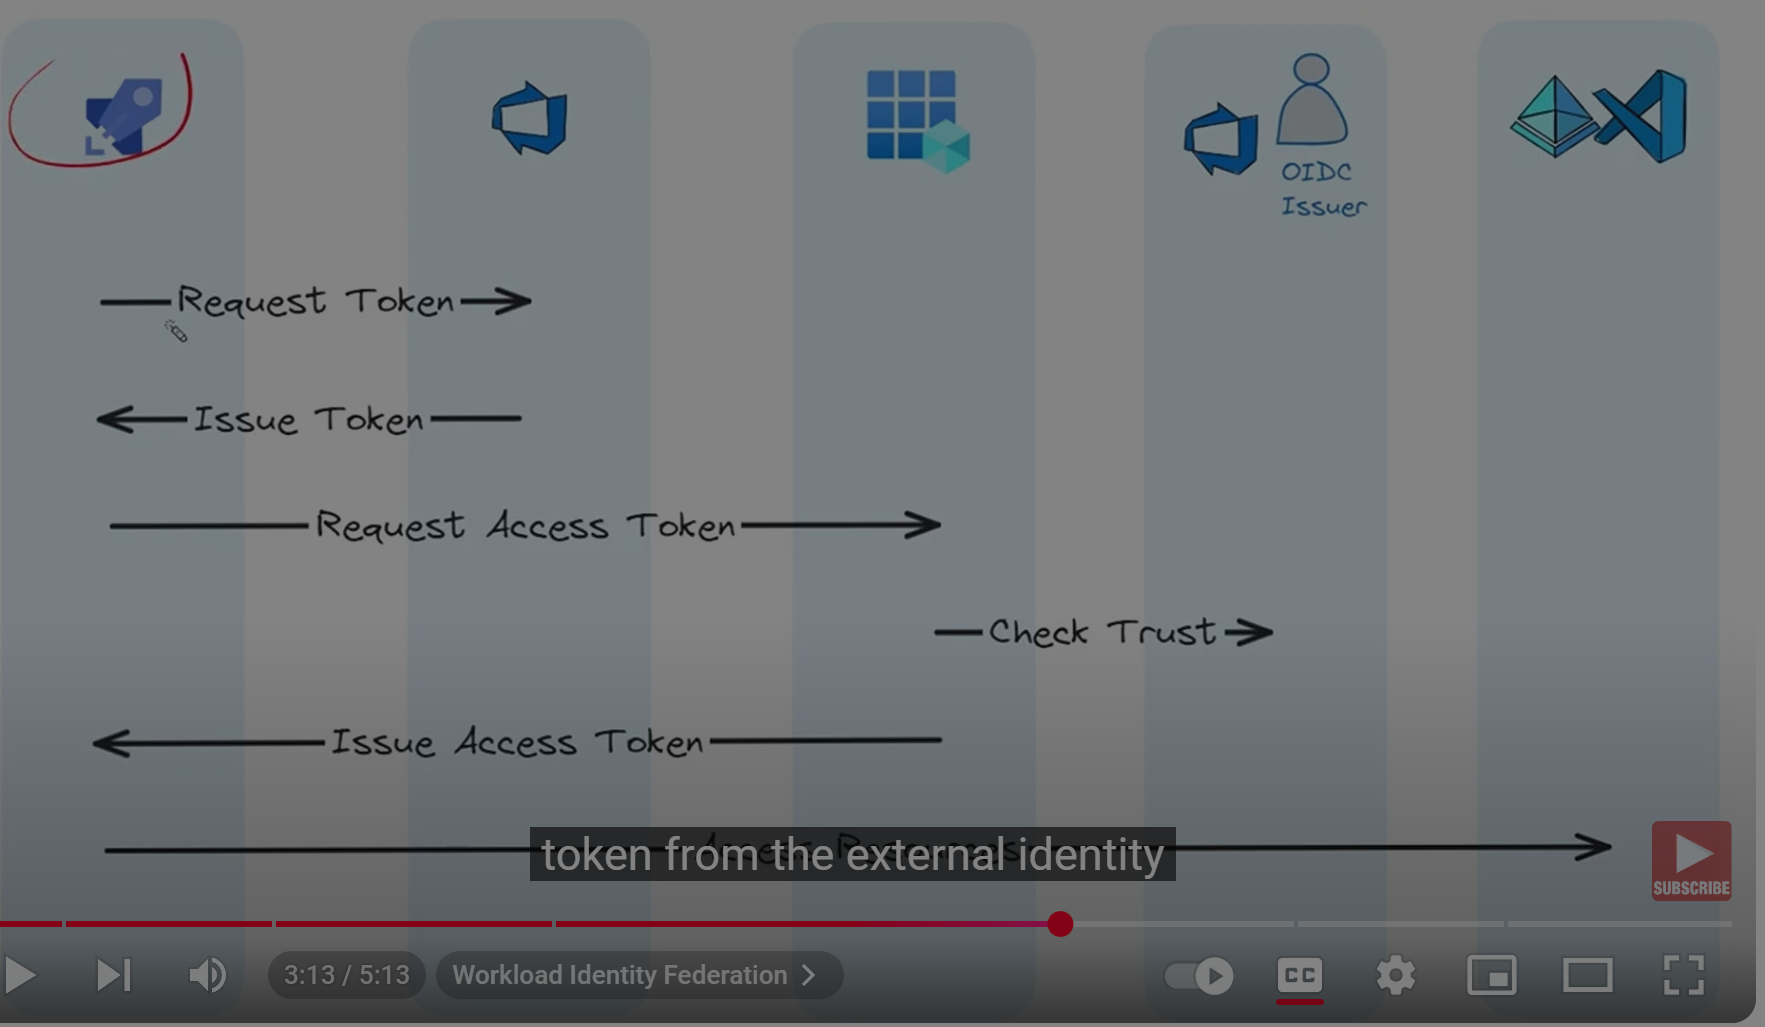 OIDC
Issuer
Request Token
Issue Token
Request Access Token
Check Trust
Issue Access Token
token from the external identity
SUBSCRIBE
3:13 / 5:13
Workload Identity Federation
CC